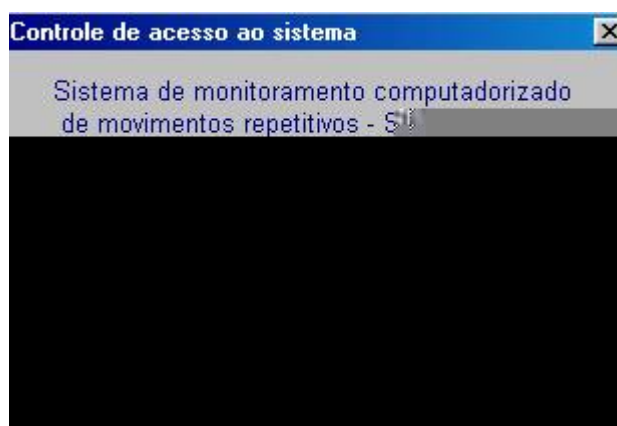 Controle de acesso ao sistema
Sistema de monitoramento computadorizado
de movimentos repetitivos -